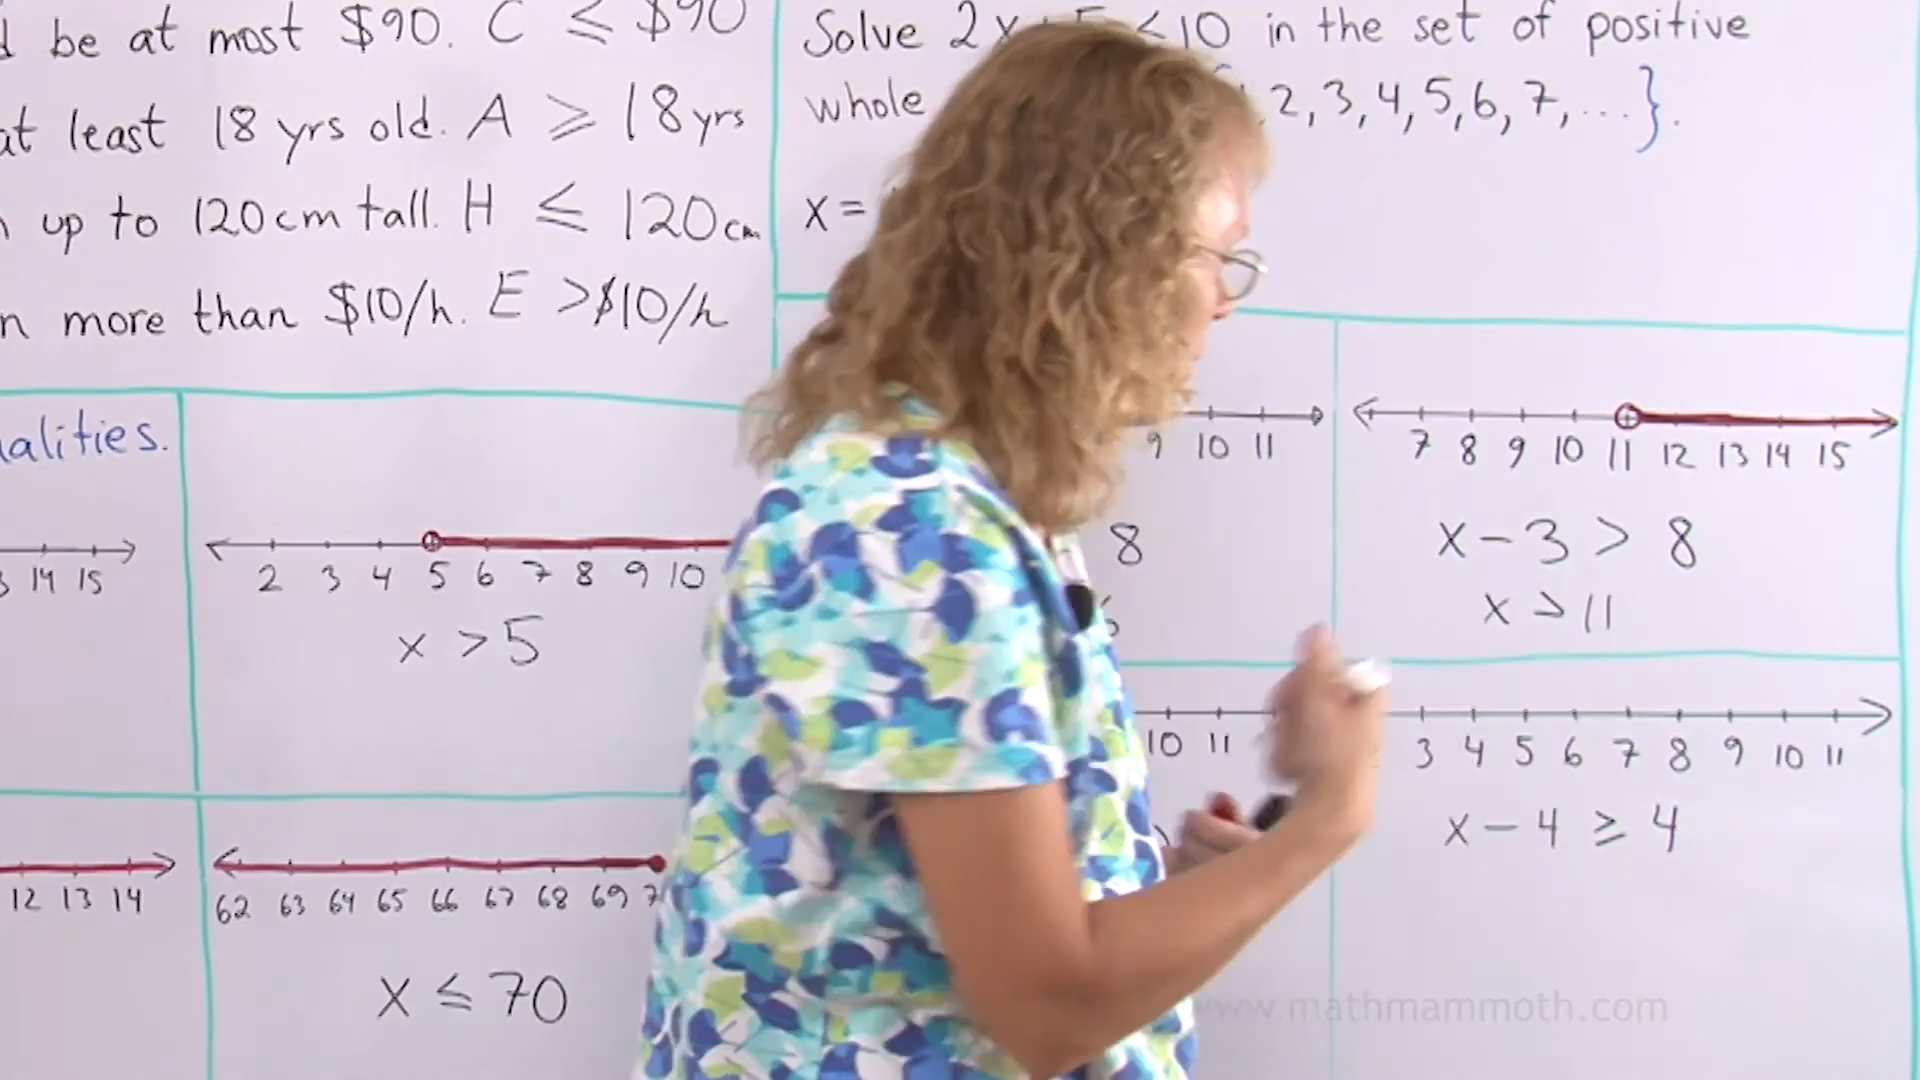 be at most $90. C ≤ $90
at least 18 yrs old. A ≥ 18 yrs
up to 120 cm tall. H ≤ 120 cm
more than $10/h. E > $10/h
Solve 2x + 5 < 10 in the set of positive
whole 2, 3, 4, 5, 6, 7, ... }.
x =
14 15
2 3 4 5 6 7 8 9 10
x > 5
12 13 14
62 63 64 65 66 67 68 69
x ≤ 70
9 10 11
8
7 8 9 10 11 12 13 14 15
x - 3 > 8
x > 11
10 11
3 4 5 6 7 8 9 10 11
x - 4 ≥ 4
www.mathmammoth.com